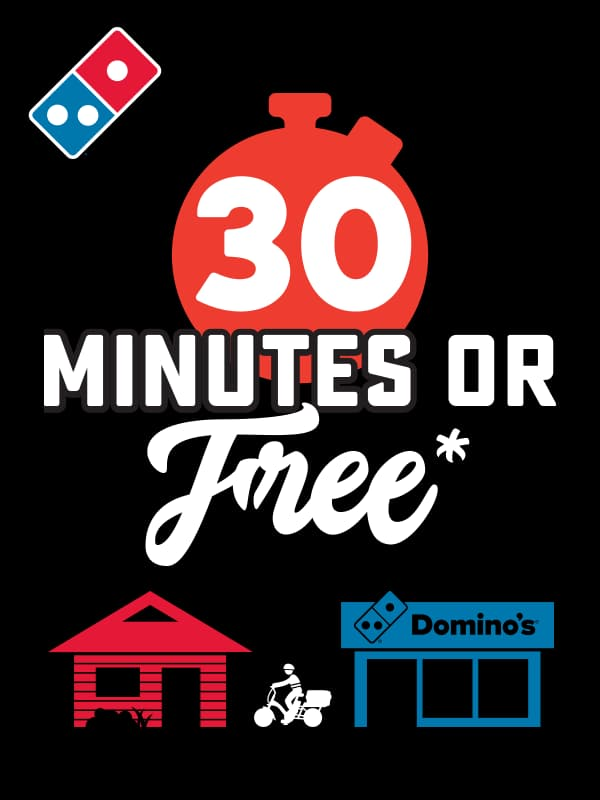 30
MINUTES OR
Free*
Domino's